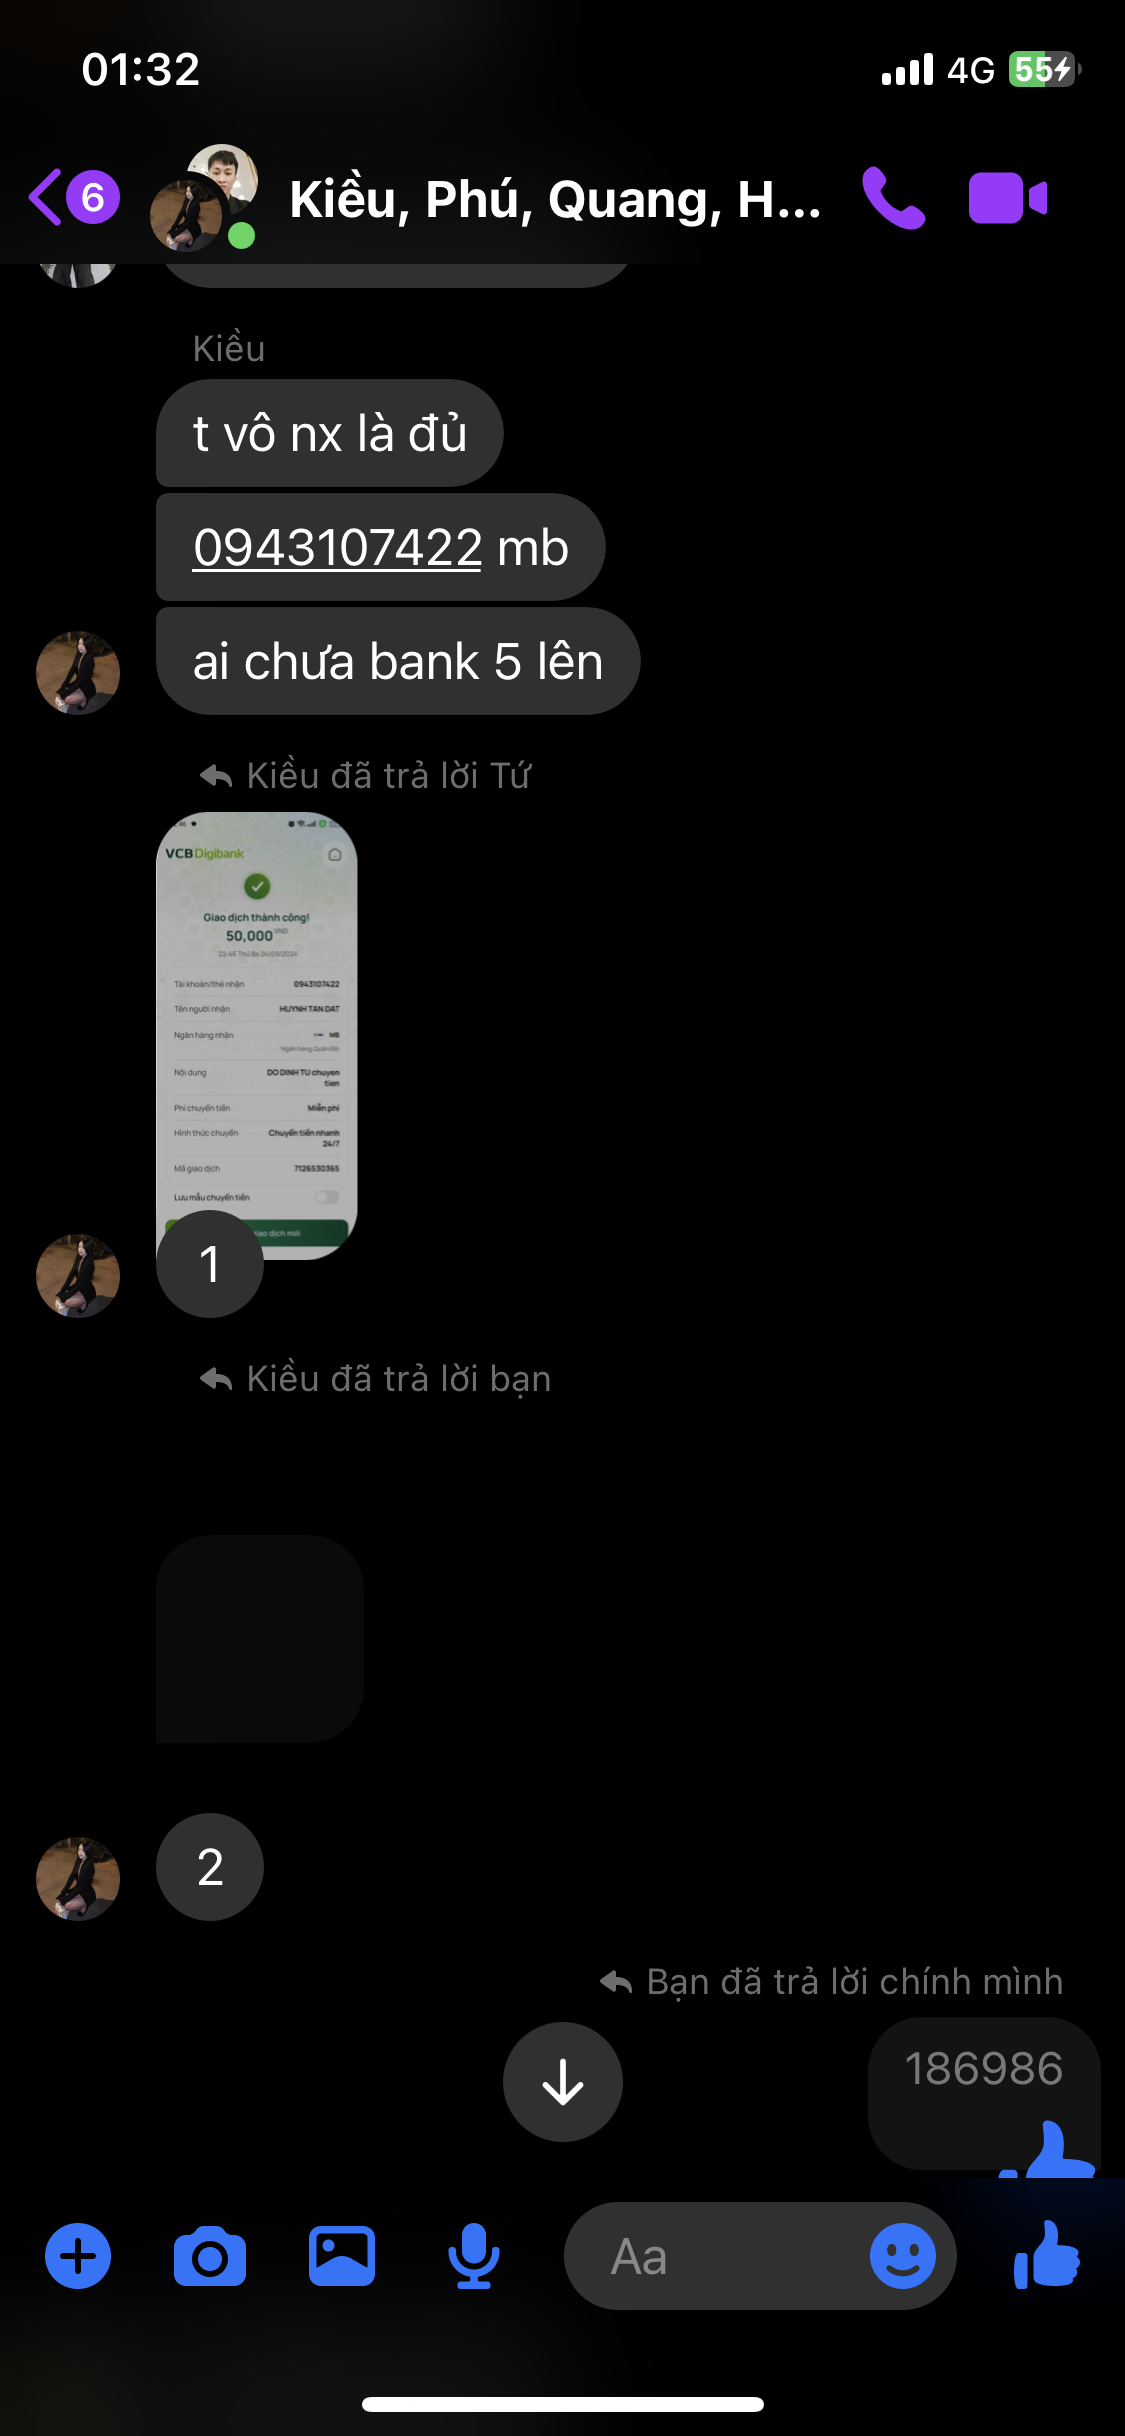 01:32
4G
55
6
Kiều, Phú, Quang, H...
Kiều
t vô nx là đủ
0943107422 mb
ai chưa bank 5 lên
Kiều đã trả lời Tứ
VCB Digibank
Giao dịch thành công!
50,000 VND
22:46 Thứ Ba 24/09/2024
Tài khoản/thẻ nhận 0943107422
Tên người nhận HUYNH TAN DAT
Ngân hàng nhận MB
Ngân hàng Quân Đội
Nội dung DO DINH TU chuyen
tien
Phí chuyển tiền Miễn phí
Hình thức chuyển Chuyển tiền nhanh
24/7
Mã giao dịch 7126530365
Lưu mẫu chuyển tiền
giao dịch mới
1
Kiều đã trả lời bạn
2
Bạn đã trả lời chính mình
186986
Aa